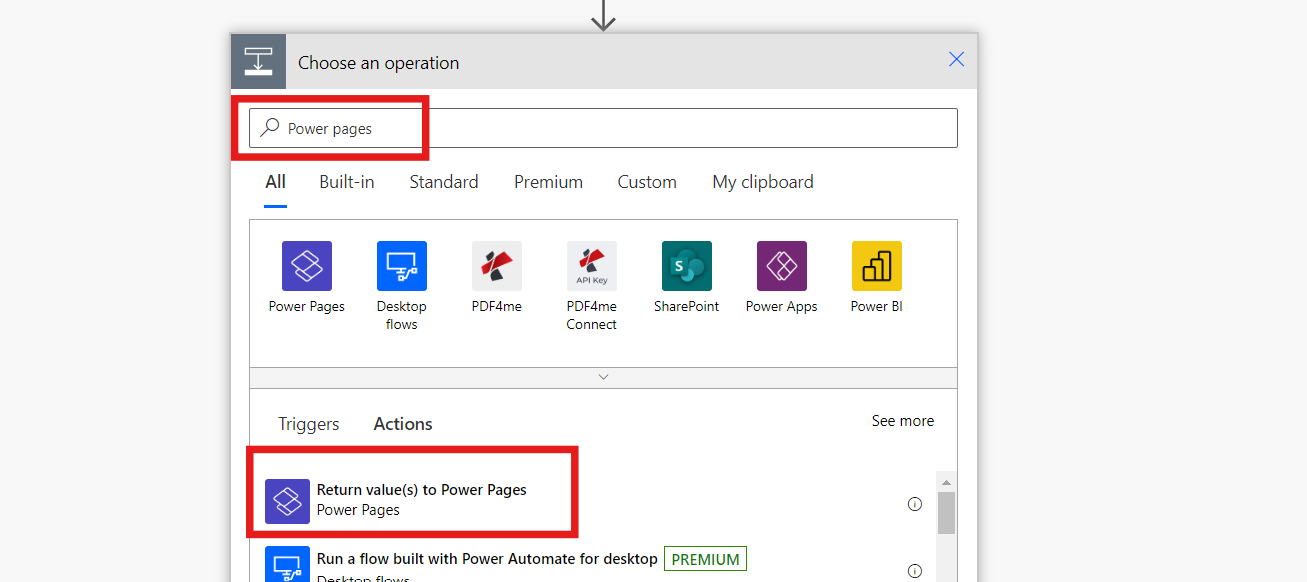 Choose an operation
Power pages
All Built-in Standard Premium Custom My clipboard
Power Pages
Desktop
flows
PDF4me
API Key
PDF4me
Connect
S
SharePoint
Power Apps
Power BI
Triggers Actions See more
Return value(s) to Power Pages
Power Pages
Run a flow built with Power Automate for desktop PREMIUM
Desktop flows